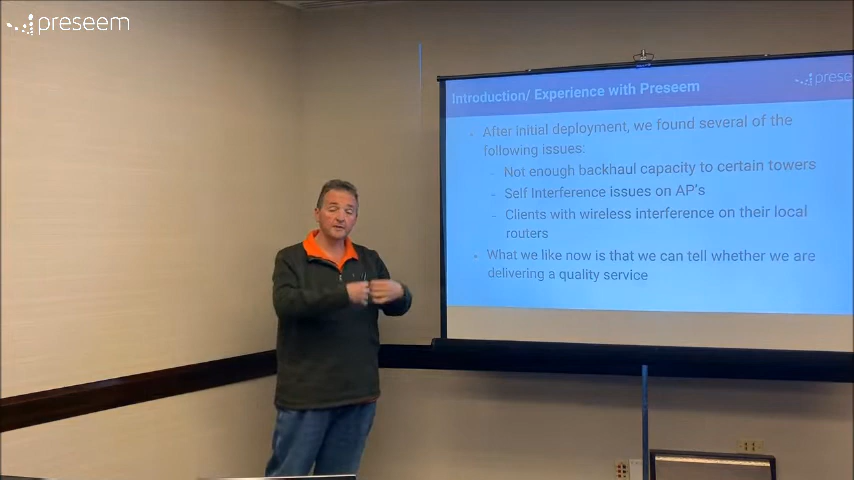 preseem
Introduction/ Experience with Preseem
prese
After Initial deployment, we found several of the
following issues:
Not enough backhaul capacity to certain towers
Self Interference issues on AP's
Clients with wireless interference on their local
routers
What we like now is that we can tell whether we are
delivering a quality service